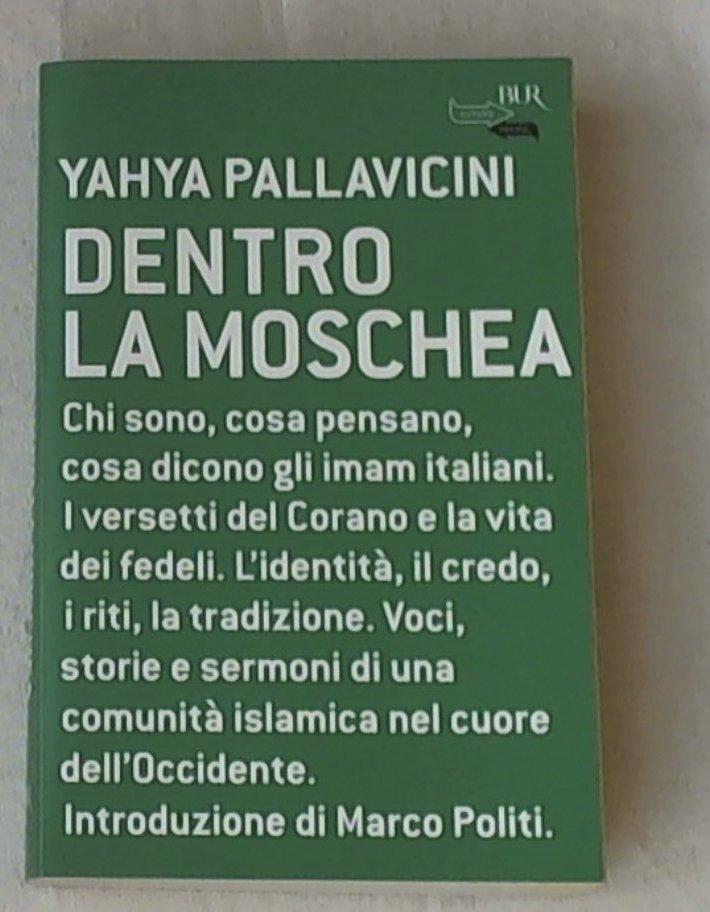 BUR
YAHYA PALLAVICINI
DENTRO
LA MOSCHEA
Chi sono, cosa pensano,
cosa dicono gli imam italiani.
I versetti del Corano e la vita
dei fedeli. L'identità, il credo,
i riti, la tradizione. Voci,
storie e sermoni di una
comunità islamica nel cuore
dell'Occidente.
Introduzione di Marco Politi.